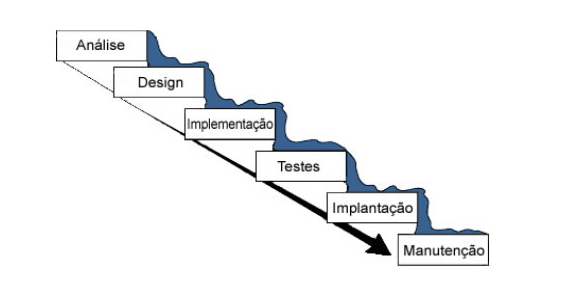 Análise
Design
Implementação
Testes
Implantação
Manutenção